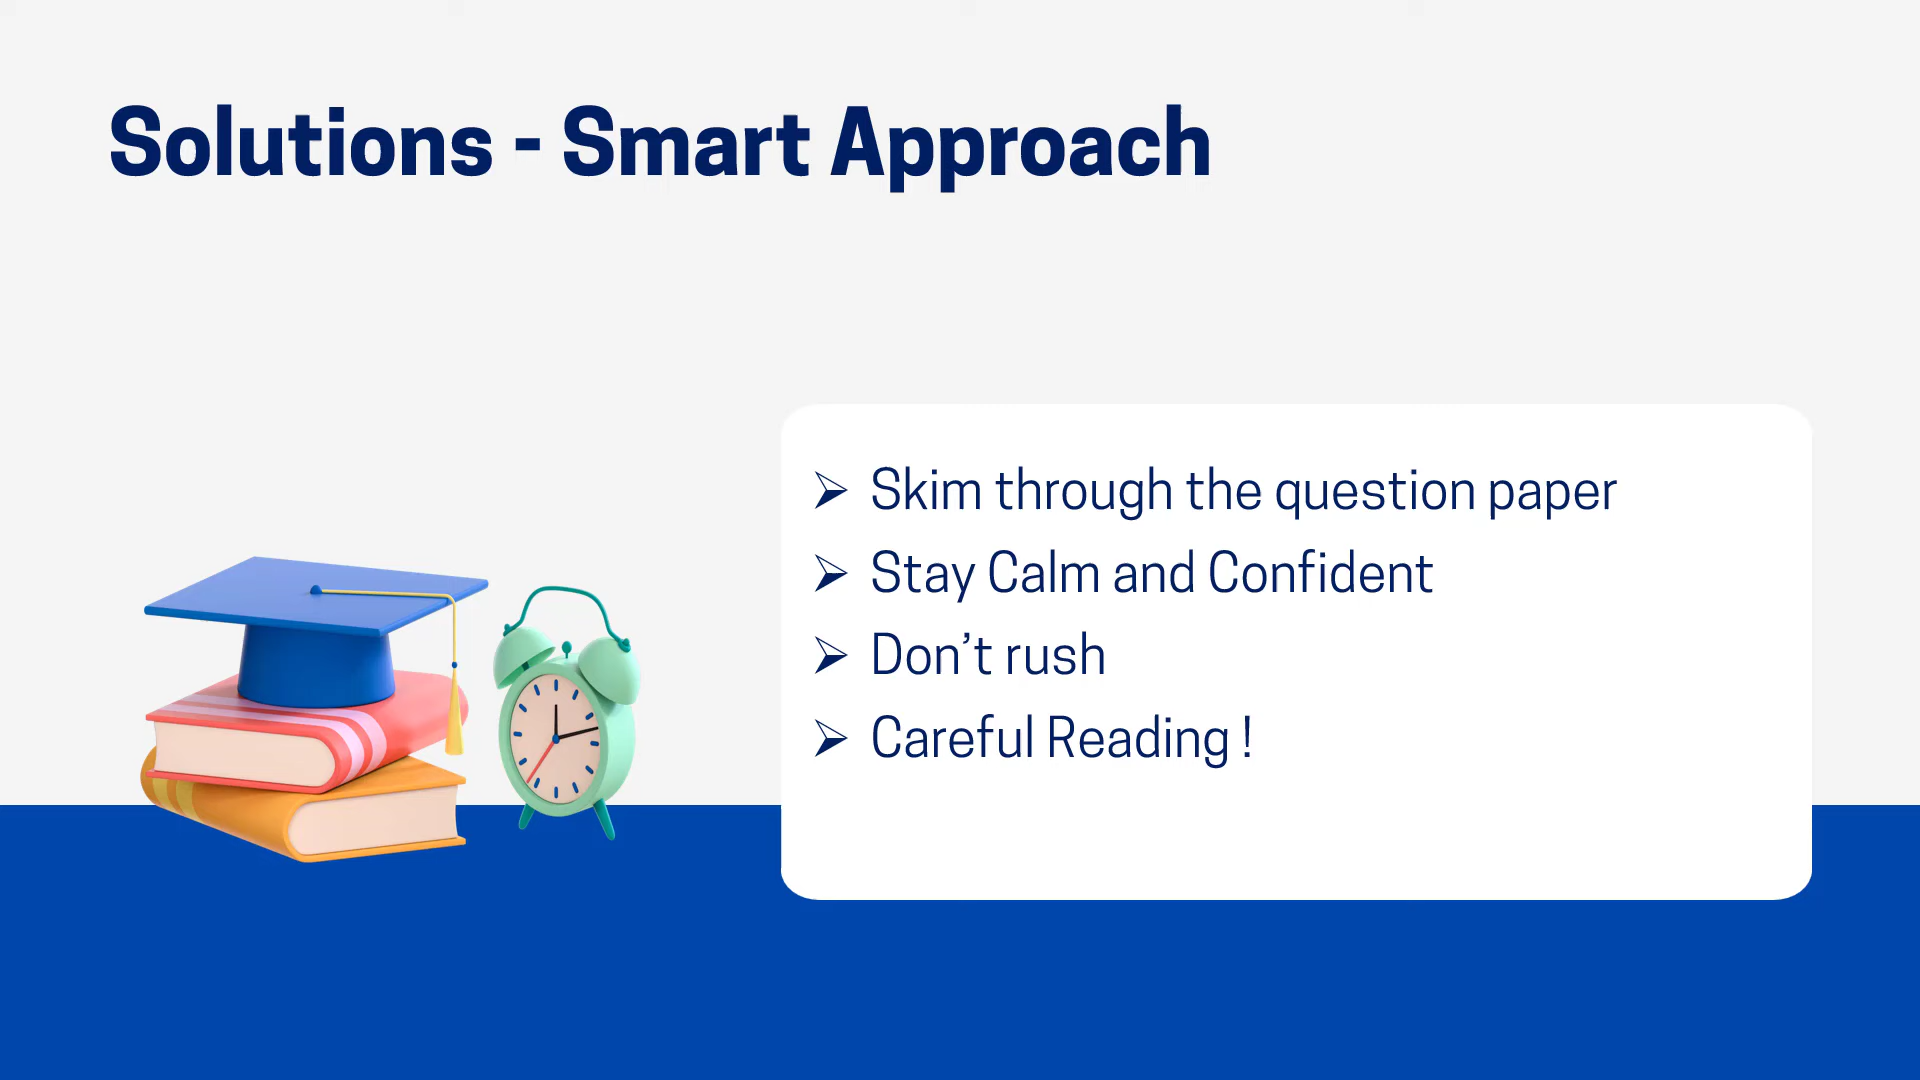 Solutions - Smart Approach
➢ Skim through the question paper
➢ Stay Calm and Confident
➢ Don’t rush
➢ Careful Reading !